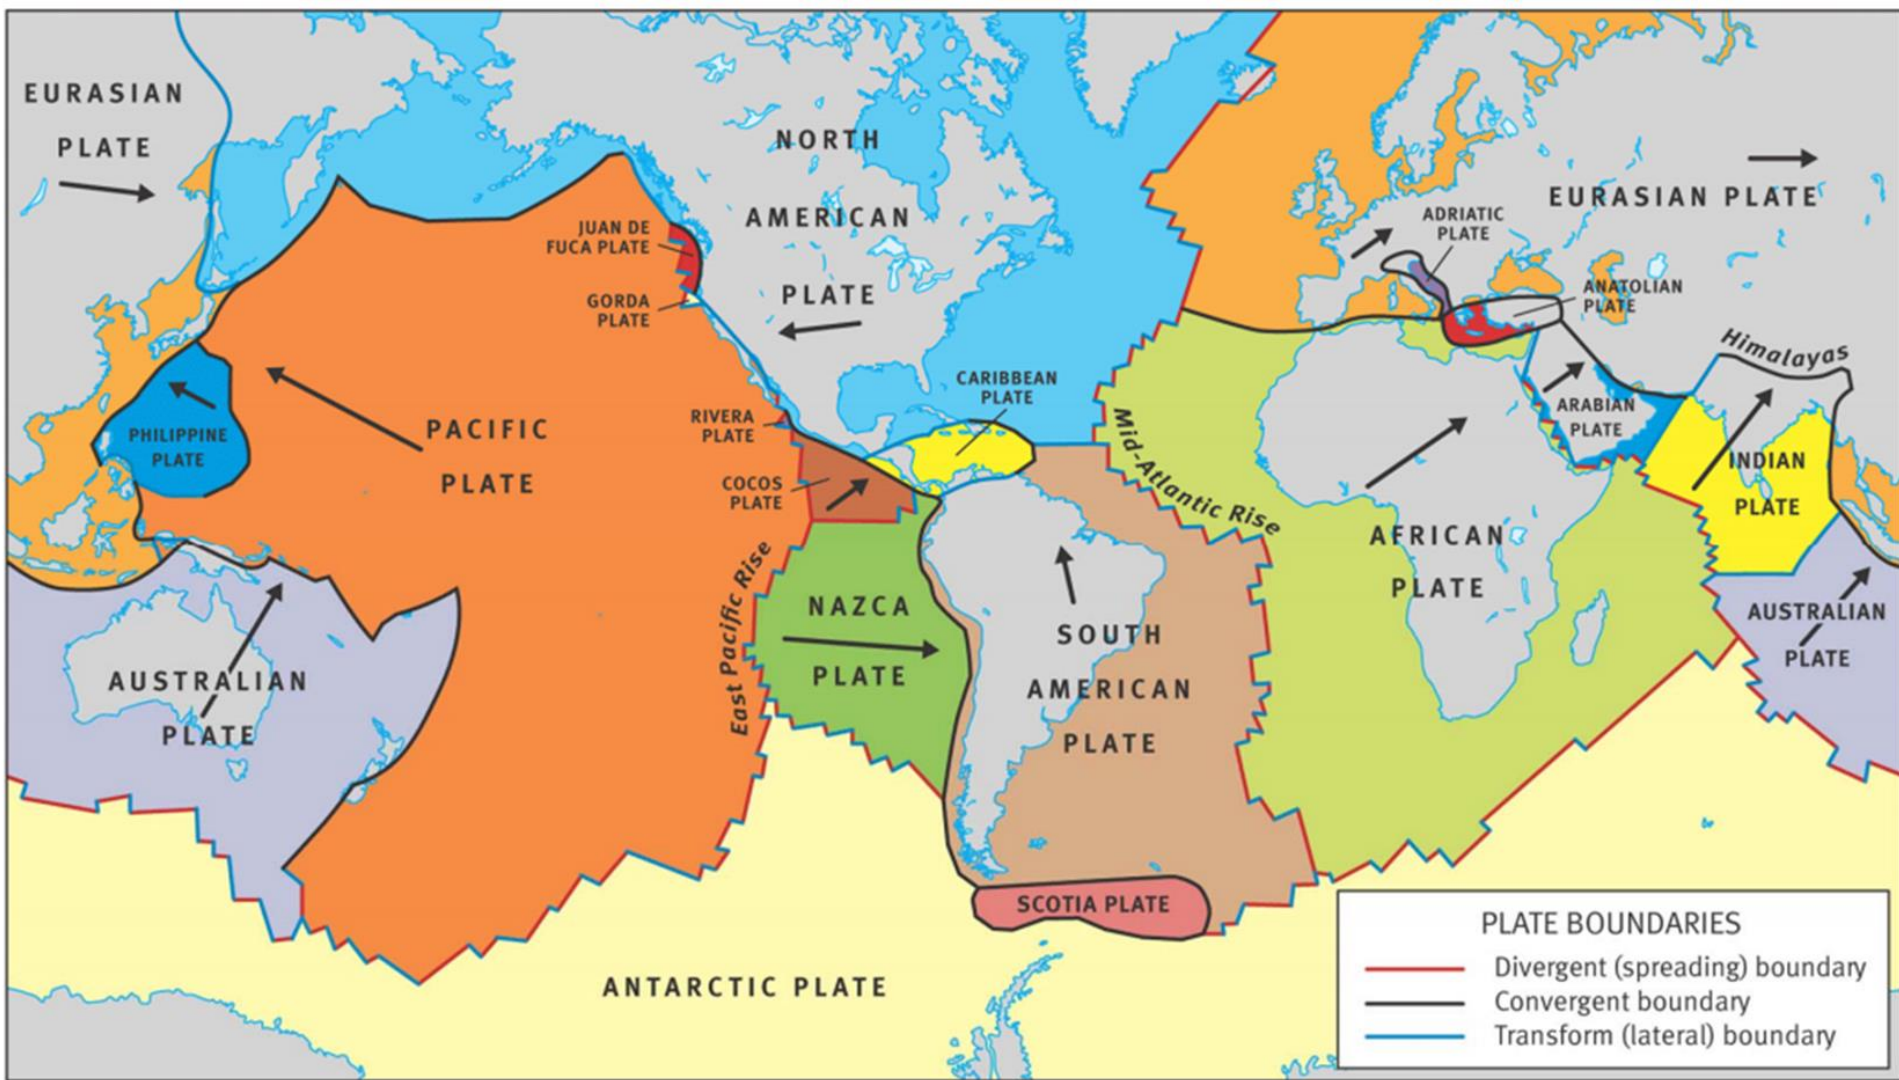 EURASIAN
PLATE
NORTH
AMERICAN
PLATE
EURASIAN PLATE
ADRIATIC
PLATE
ANATOLIAN
PLATE
JUAN DE
FUCA PLATE
GORDA
PLATE
Himalayas
CARIBBEAN
PLATE
RIVERA
PLATE
ARABIAN
PLATE
PHILIPPINE
PLATE
PACIFIC
PLATE
COCOS
PLATE
Mid-Atlantic Rise
INDIAN
PLATE
AFRICAN
PLATE
East Pacific Rise
NAZCA
PLATE
SOUTH
AMERICAN
PLATE
AUSTRALIAN
PLATE
AUSTRALIAN
PLATE
SCOTIA PLATE
ANTARCTIC PLATE
PLATE BOUNDARIES
Divergent (spreading) boundary
Convergent boundary
Transform (lateral) boundary